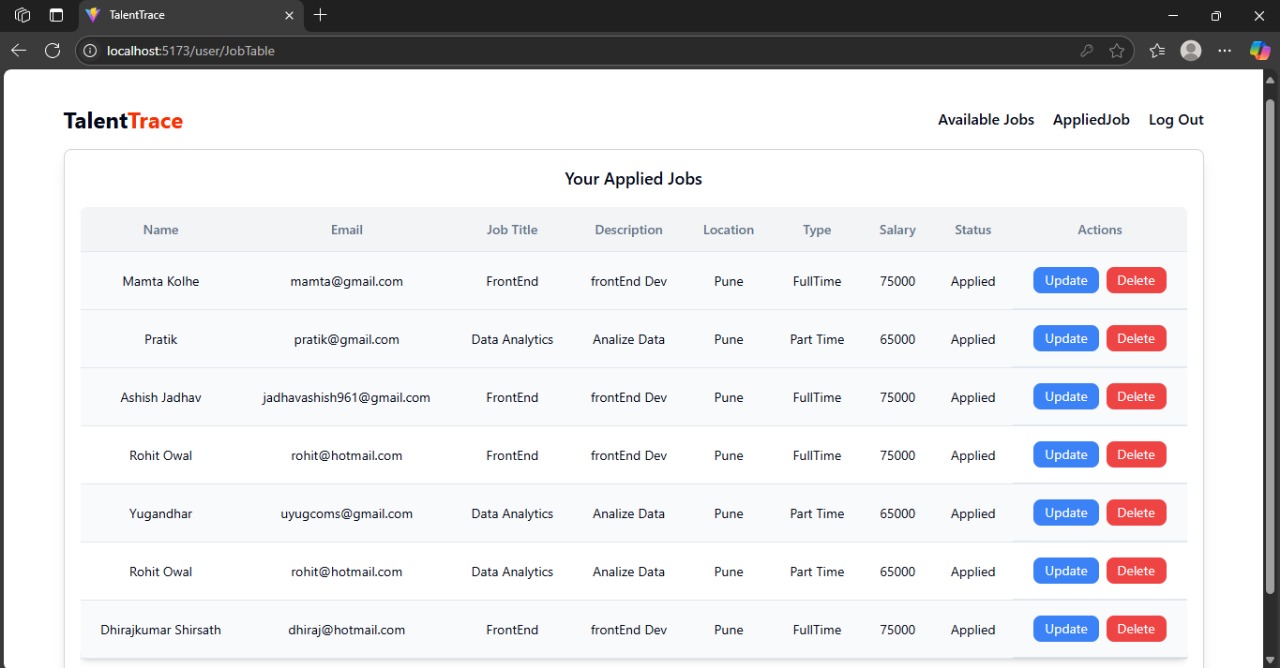 TalentTrace
localhost:5173/user/JobTable
TalentTrace Available Jobs AppliedJob Log Out
Your Applied Jobs
Name Email Job Title Description Location Type Salary Status Actions
Mamta Kolhe mamta@gmail.com FrontEnd frontEnd Dev Pune FullTime 75000 Applied Update Delete
Pratik pratik@gmail.com Data Analytics Analize Data Pune Part Time 65000 Applied Update Delete
Ashish Jadhav jadhavashish961@gmail.com FrontEnd frontEnd Dev Pune FullTime 75000 Applied Update Delete
Rohit Owal rohit@hotmail.com FrontEnd frontEnd Dev Pune FullTime 75000 Applied Update Delete
Yugandhar uyugcoms@gmail.com Data Analytics Analize Data Pune Part Time 65000 Applied Update Delete
Rohit Owal rohit@hotmail.com Data Analytics Analize Data Pune Part Time 65000 Applied Update Delete
Dhirajkumar Shirsath dhiraj@hotmail.com FrontEnd frontEnd Dev Pune FullTime 75000 Applied Update Delete